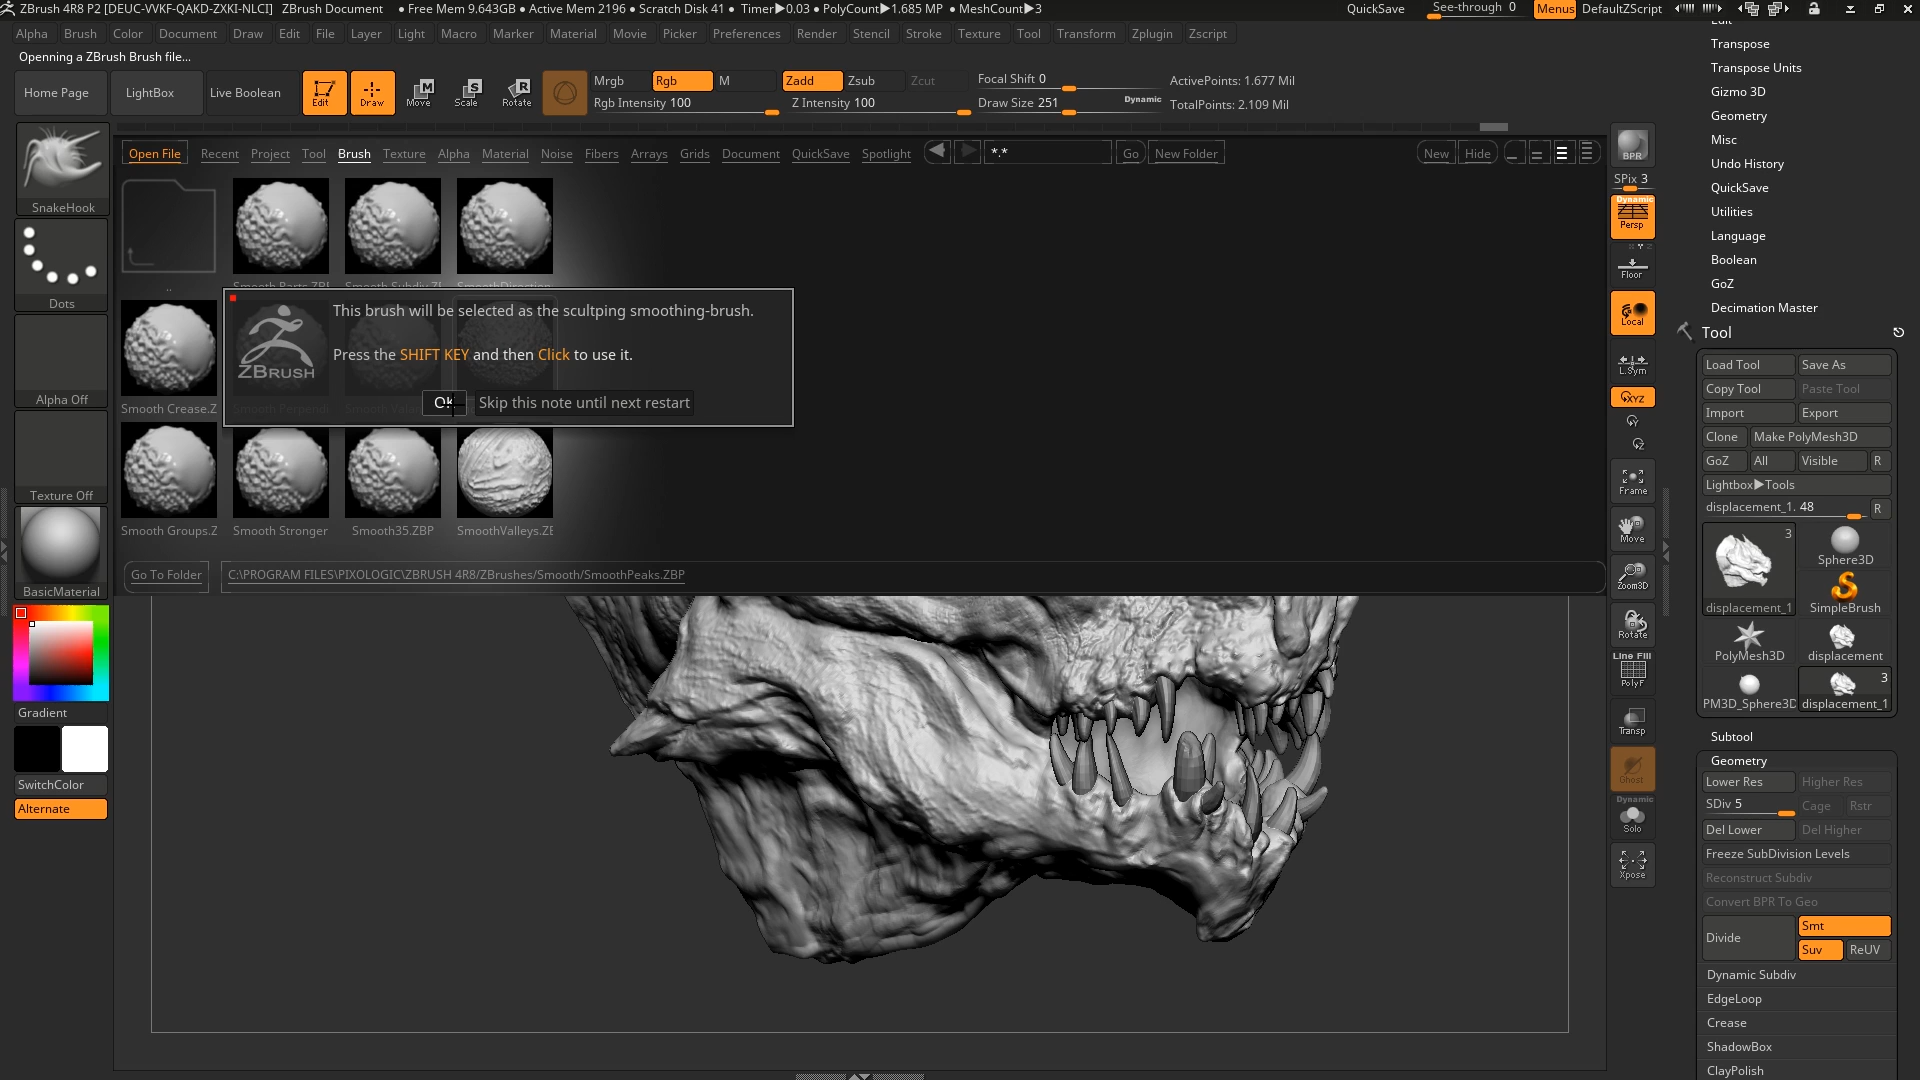 ZBrush 4R8 P2 [DEUC-VVKF-QAKD-ZXKI-NLCI] ZBrush Document • Free Mem 9.643GB • Active Mem 2196 • Scratch Disk 41 • Timer▶0.03 • PolyCount▶1.685 MP • MeshCount▶3 QuickSave See-through 0 Menus DefaultZScript
Alpha Brush Color Document Draw Edit File Layer Light Macro Marker Material Movie Picker Preferences Render Stencil Stroke Texture Tool Transform Zplugin Zscript
Openning a ZBrush Brush file...
Home Page LightBox Live Boolean Edit Draw Move Scale Rotate
Mrgb Rgb M Zadd Zsub Zcut Focal Shift 0 ActivePoints: 1.677 Mil
Rgb Intensity 100 Z Intensity 100 Draw Size 251 Dynamic TotalPoints: 2.109 Mil
Open File Recent Project Tool Brush Texture Alpha Material Noise Fibers Arrays Grids Document QuickSave Spotlight *.* Go New Folder New Hide
..
This brush will be selected as the scultping smoothing-brush.
Press the SHIFT KEY and then Click to use it.
ZBRUSH
Ok Skip this note until next restart
Smooth Crease.Z
Smooth Groups.Z Smooth Stronger Smooth35.ZBP SmoothValleys.ZE
Go To Folder C:\PROGRAM FILES\PIXOLOGIC\ZBRUSH 4R8/ZBrushes/Smooth/SmoothPeaks.ZBP
SnakeHook
Dots
Alpha Off
Texture Off
BasicMaterial
Gradient
SwitchColor
Alternate
BPR
SPix 3
Dynamic
Persp
Floor
Local
L.Sym
XYZ
Frame
Move
Zoom3D
Rotate
Line Fill
PolyF
Transp
Ghost
Dynamic
Solo
Xpose
Edit
Transpose
Transpose Units
Gizmo 3D
Geometry
Misc
Undo History
QuickSave
Utilities
Language
Boolean
GoZ
Decimation Master
Tool
Load Tool Save As
Copy Tool Paste Tool
Import Export
Clone Make PolyMesh3D
GoZ All Visible R
Lightbox▶Tools
displacement_1. 48 R
3
Sphere3D
displacement_1 SimpleBrush
PolyMesh3D displacement
3
PM3D_Sphere3D displacement_1
Subtool
Geometry
Lower Res Higher Res
SDiv 5 Cage Rstr
Del Lower Del Higher
Freeze SubDivision Levels
Reconstruct Subdiv
Convert BPR To Geo
Divide Smt
Suv ReUV
Dynamic Subdiv
EdgeLoop
Crease
ShadowBox
ClayPolish